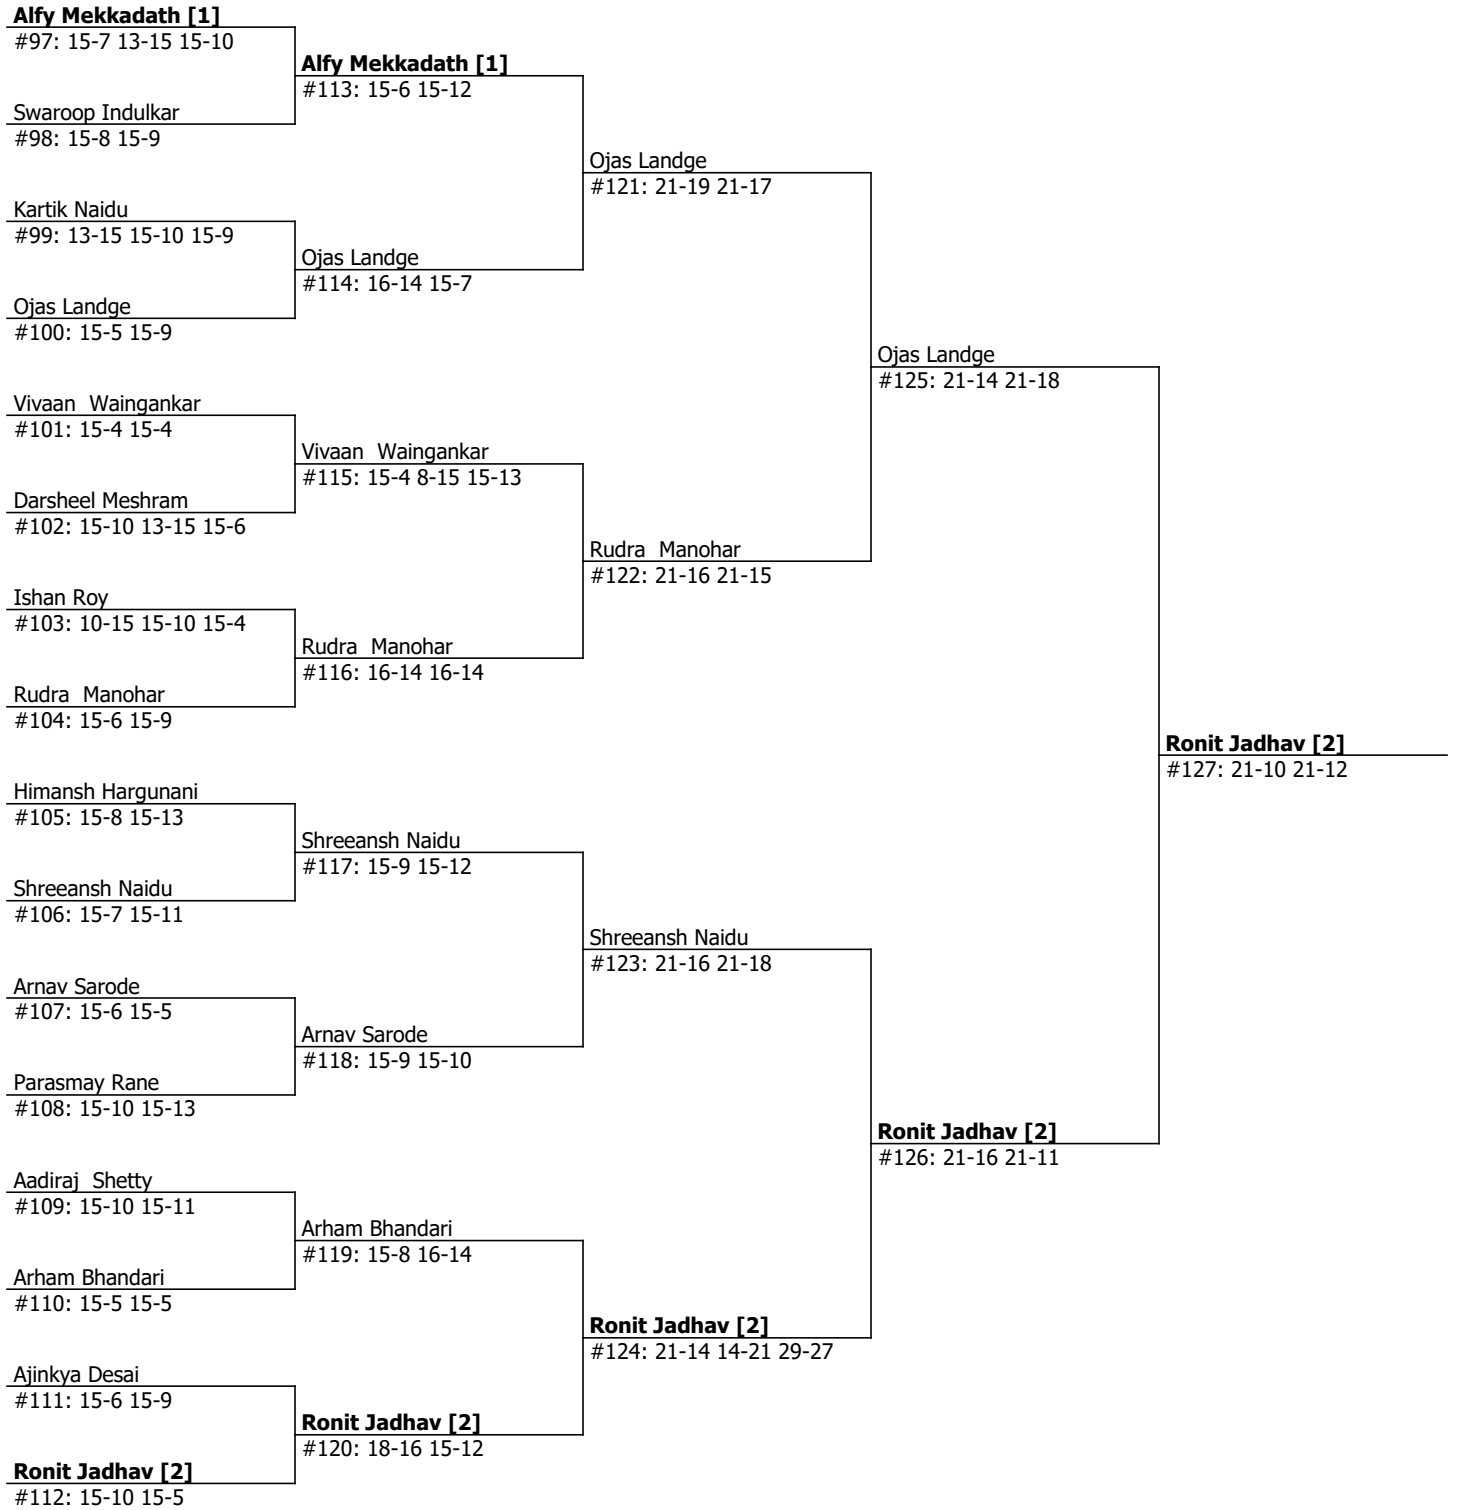 Alfy Mekkadath [1]
#97: 15-7 13-15 15-10
Alfy Mekkadath [1]
#113: 15-6 15-12
Swaroop Indulkar
#98: 15-8 15-9
Ojas Landge
#121: 21-19 21-17
Kartik Naidu
#99: 13-15 15-10 15-9
Ojas Landge
#114: 16-14 15-7
Ojas Landge
#100: 15-5 15-9
Ojas Landge
#125: 21-14 21-18
Vivaan  Waingankar
#101: 15-4 15-4
Vivaan  Waingankar
#115: 15-4 8-15 15-13
Darsheel Meshram
#102: 15-10 13-15 15-6
Rudra  Manohar
#122: 21-16 21-15
Ishan Roy
#103: 10-15 15-10 15-4
Rudra  Manohar
#116: 16-14 16-14
Rudra  Manohar
#104: 15-6 15-9
Ronit Jadhav [2]
#127: 21-10 21-12
Himansh Hargunani
#105: 15-8 15-13
Shreeansh Naidu
#117: 15-9 15-12
Shreeansh Naidu
#106: 15-7 15-11
Shreeansh Naidu
#123: 21-16 21-18
Arnav Sarode
#107: 15-6 15-5
Arnav Sarode
#118: 15-9 15-10
Parasmay Rane
#108: 15-10 15-13
Ronit Jadhav [2]
#126: 21-16 21-11
Aadiraj  Shetty
#109: 15-10 15-11
Arham Bhandari
#119: 15-8 16-14
Arham Bhandari
#110: 15-5 15-5
Ronit Jadhav [2]
#124: 21-14 14-21 29-27
Ajinkya Desai
#111: 15-6 15-9
Ronit Jadhav [2]
#120: 18-16 15-12
Ronit Jadhav [2]
#112: 15-10 15-5